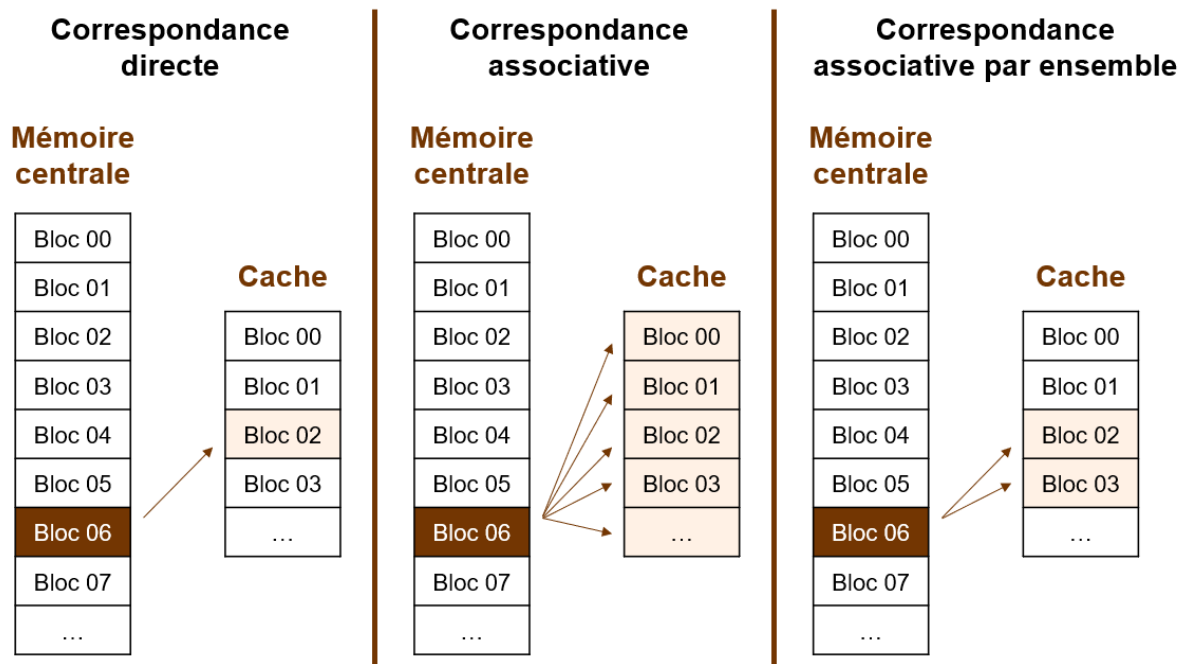 Correspondance
directe
Mémoire
centrale
Bloc 00
Bloc 01
Bloc 02
Bloc 03
Bloc 04
Bloc 05
Bloc 06
Bloc 07
…
Cache
Bloc 00
Bloc 01
Bloc 02
Bloc 03
…
Correspondance
associative
Mémoire
centrale
Bloc 00
Bloc 01
Bloc 02
Bloc 03
Bloc 04
Bloc 05
Bloc 06
Bloc 07
…
Cache
Bloc 00
Bloc 01
Bloc 02
Bloc 03
…
Correspondance
associative par ensemble
Mémoire
centrale
Bloc 00
Bloc 01
Bloc 02
Bloc 03
Bloc 04
Bloc 05
Bloc 06
Bloc 07
…
Cache
Bloc 00
Bloc 01
Bloc 02
Bloc 03
…